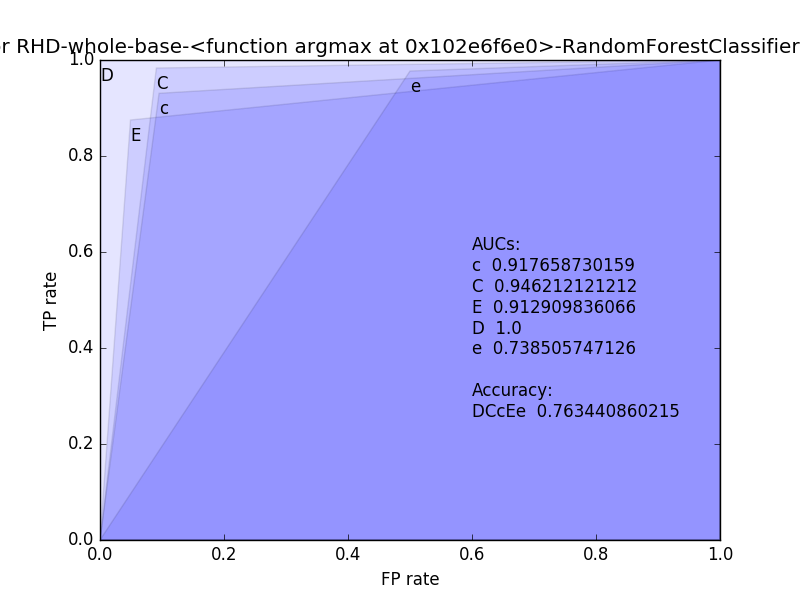 or RHD-whole-base-<function argmax at 0x102e6f6e0>-RandomForestClassifier
1.0
0.8
0.6
0.4
0.2
0.0
TP rate
D
C
c
E
e
AUCs:
c 0.917658730159
C 0.946212121212
E 0.912909836066
D 1.0
e 0.738505747126
Accuracy:
DCcEe 0.763440860215
0.0 0.2 0.4 0.6 0.8 1.0
FP rate